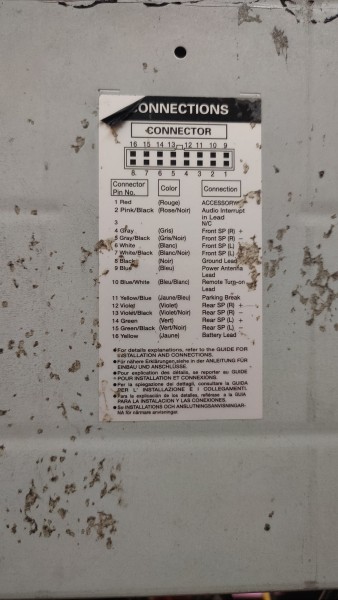 ONNECTIONS
CONNECTOR
16 15 14 13 12 11 10 9
8 7 6 5 4 3 2 1
Connector Pin No. Color Connection
1 Red (Rouge) ACCESSORY
2 Pink/Black (Rose/Noir) Audio Interrupt
in Lead
3 N/C
4 Gray (Gris) Front SP (R) +
5 Gray/Black (Gris/Noir) Front SP (R) −
6 White (Blanc) Front SP (L)
7 White/Black (Blanc/Noir) Front SP (L) −
8 Black (Noir) Ground Lead
9 Blue (Bleu) Power Antenna
Lead
10 Blue/White (Bleu/Blanc) Remote Turn-on
Lead
11 Yellow/Blue (Jaune/Bleu) Parking Break
12 Violet (Violet) Rear SP (R) +
13 Violet/Black (Violet/Noir) Rear SP (R) −
14 Green (Vert) Rear SP (L) +
15 Green/Black (Vert/Noir) Rear SP (L) −
16 Yellow (Jaune) Battery Lead
● For details explanations, refer to the GUIDE FOR
INSTALLATION AND CONNECTIONS.
● Für nähere Erklärungen,siehe in der ANLEITUNG FÜR
EINBAU UND ANSCHLÜSSE.
● Pour explication des détails, se reporter au GUIDE
POUR INSTALLATION ET CONNEXIONS.
● Per la spiegazione dei dettagli, consultare la GUIDA
PER L' INSTALLAZIONE E I COLLEGAMENTI.
● Para la explicación de los detalles, refiérase a la GUIA
PARA LA INSTALACION Y LAS CONEXIONES.
● Se INSTALLATIONS OCH ANSLUTNINGSANVISNINGAR-
NA för närmare anvisningar.